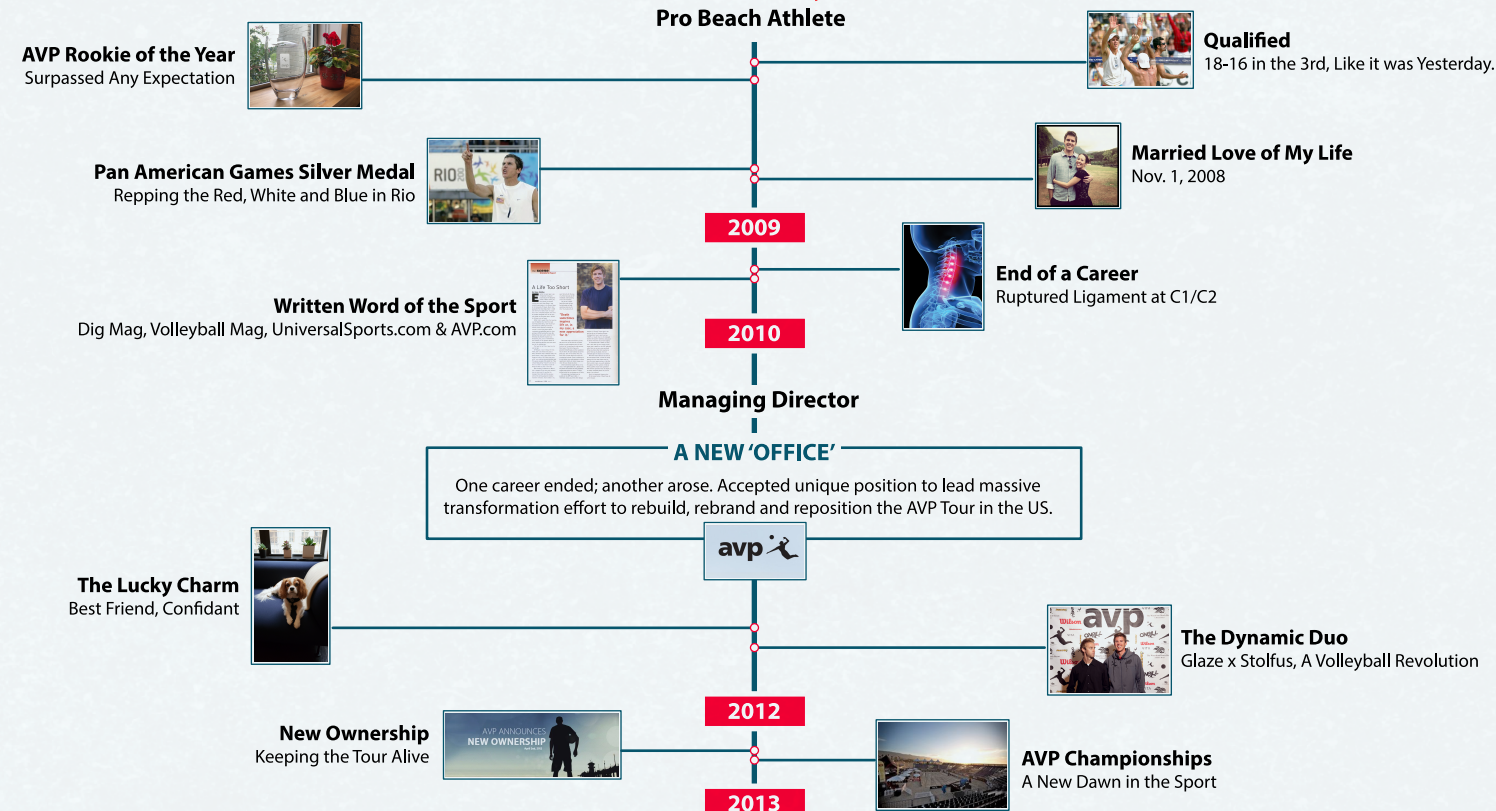 Pro Beach Athlete
AVP Rookie of the Year
Surpassed Any Expectation
Qualified
18-16 in the 3rd, Like it was Yesterday.
Pan American Games Silver Medal
Repping the Red, White and Blue in Rio
RIO
Married Love of My Life
Nov. 1, 2008
2009
End of a Career
Ruptured Ligament at C1/C2
Written Word of the Sport
Dig Mag, Volleyball Mag, UniversalSports.com & AVP.com
A Life Too Short
2010
Managing Director
A NEW ‘OFFICE’
One career ended; another arose. Accepted unique position to lead massive
transformation effort to rebuild, rebrand and reposition the AVP Tour in the US.
avp
The Lucky Charm
Best Friend, Confidant
avp
Wilson
The Dynamic Duo
Glaze x Stolfus, A Volleyball Revolution
2012
New Ownership
Keeping the Tour Alive
AVP ANNOUNCES
NEW OWNERSHIP
AVP Championships
A New Dawn in the Sport
2013